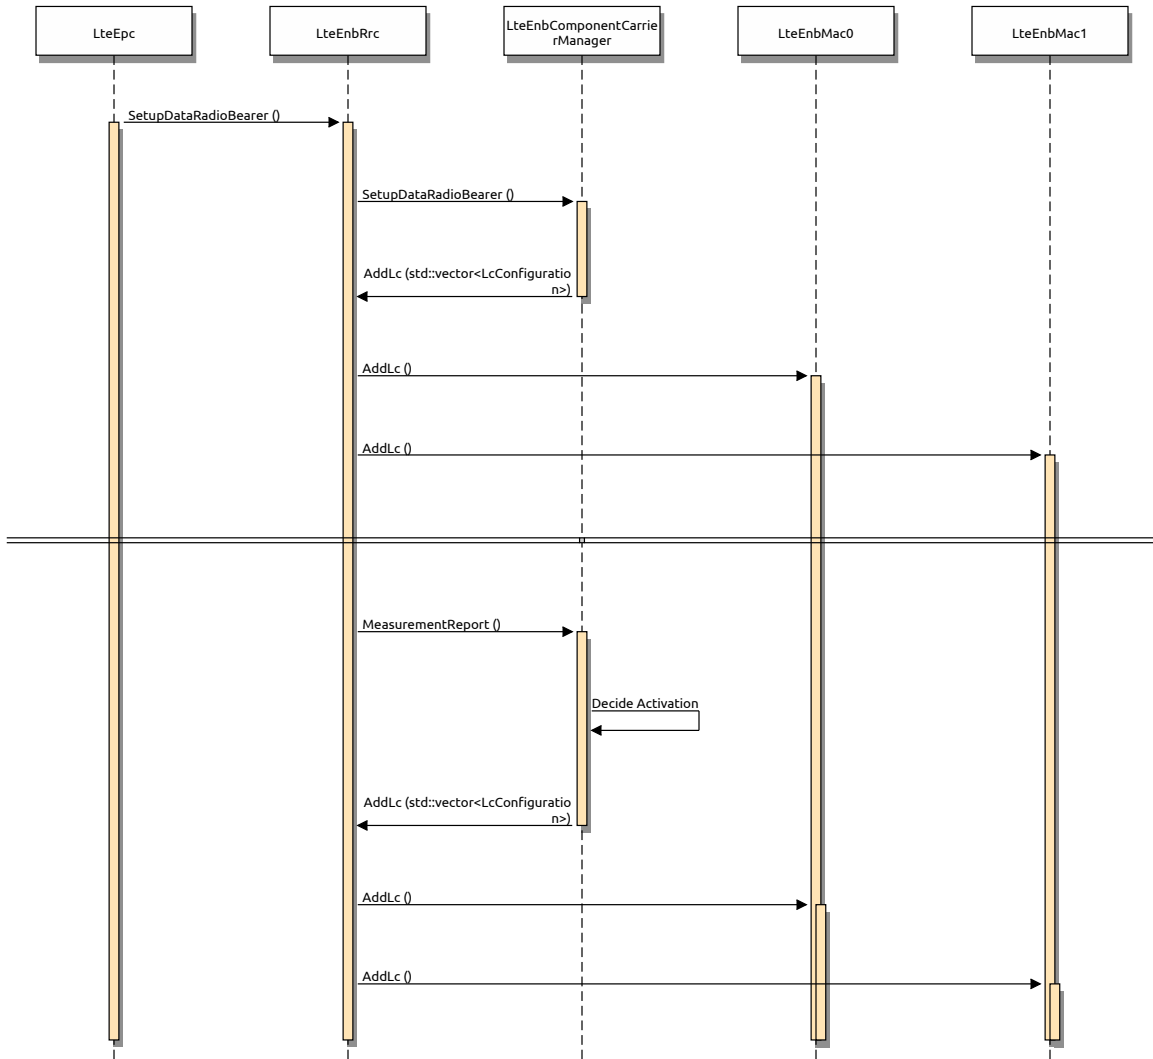 LteEpc
LteEnbRrc
LteEnbComponentCarrie
rManager
LteEnbMac0
LteEnbMac1
SetupDataRadioBearer ()
SetupDataRadioBearer ()
AddLc (std::vector<LcConfiguratio
n>)
AddLc ()
AddLc ()
MeasurementReport ()
Decide Activation
AddLc (std::vector<LcConfiguratio
n>)
AddLc ()
AddLc ()